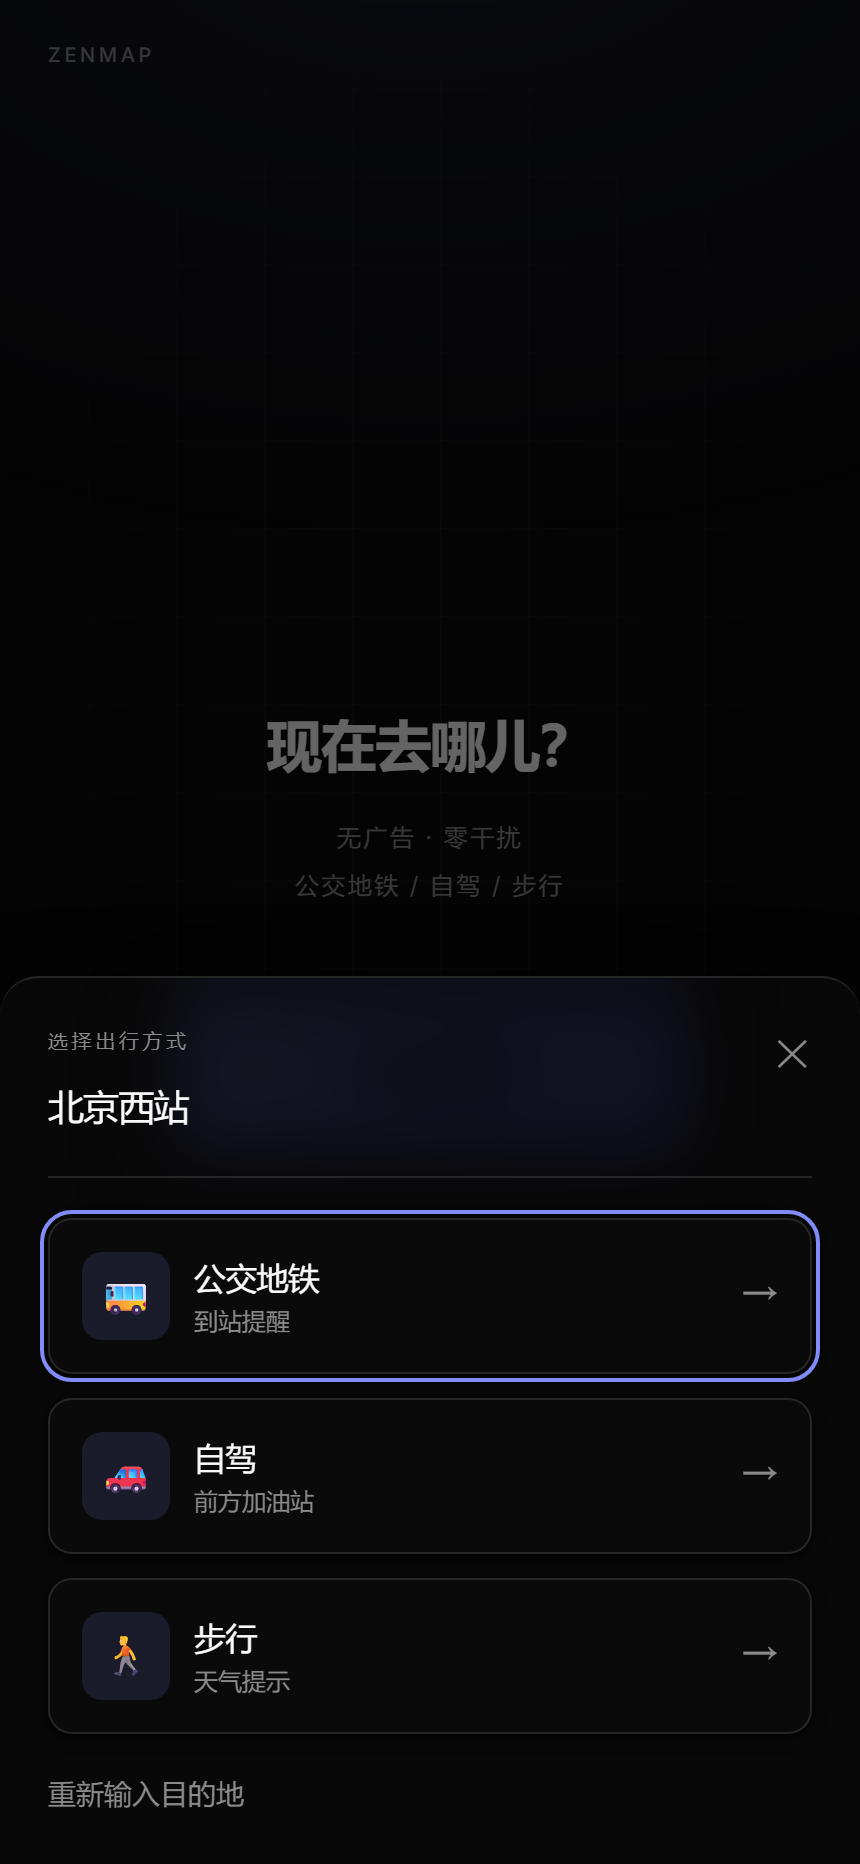 ZENMAP
现在去哪儿?
无广告 · 零干扰
公交地铁 / 自驾 / 步行
选择出行方式
北京西站
公交地铁
到站提醒
自驾
前方加油站
步行
天气提示
重新输入目的地